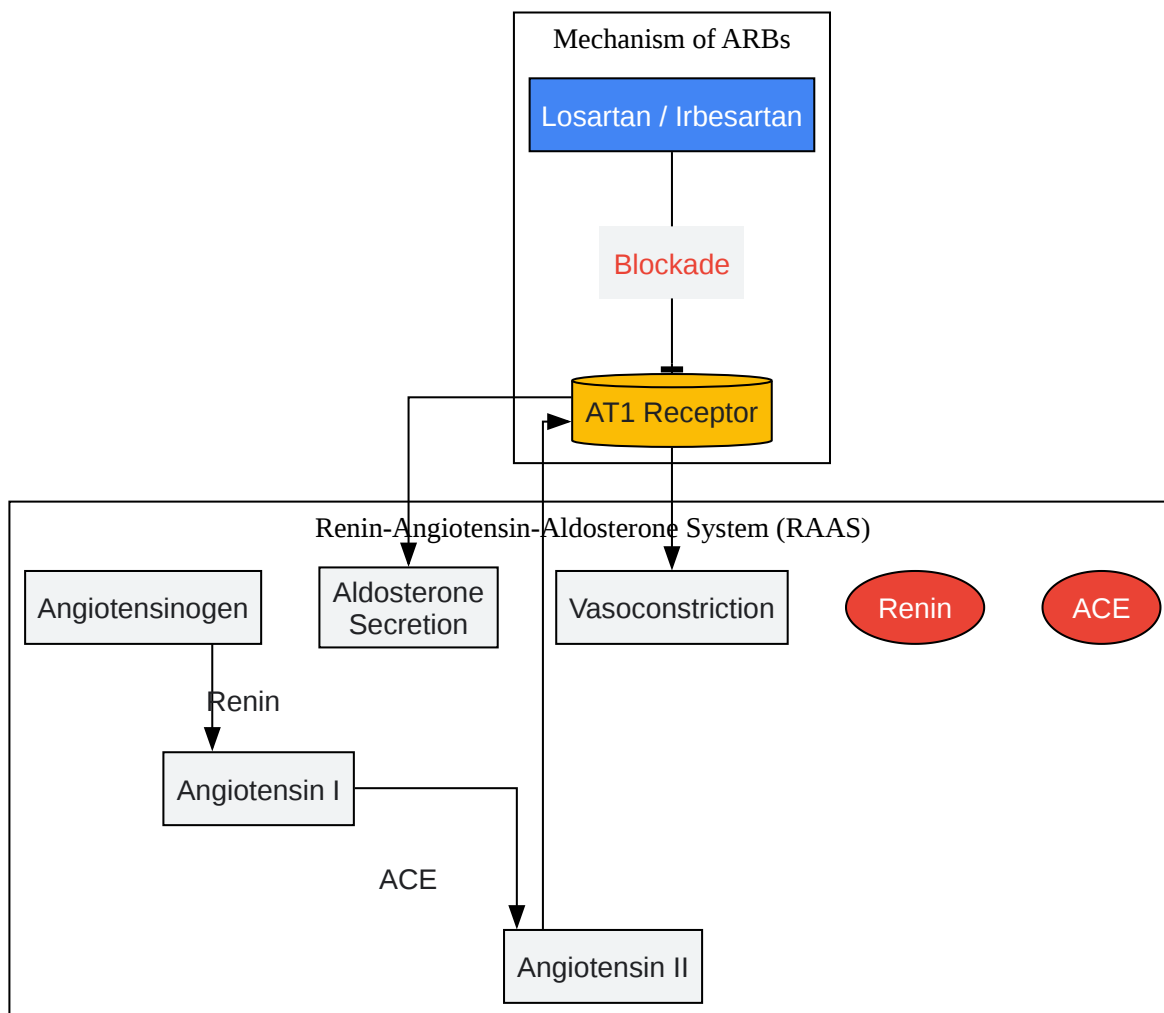 Mechanism of ARBs
Losartan / Irbesartan
Blockade
AT1 Receptor
Renin-Angiotensin-Aldosterone System (RAAS)
Angiotensinogen
Aldosterone
Secretion
Vasoconstriction
Renin
ACE
Renin
Angiotensin I
ACE
Angiotensin II